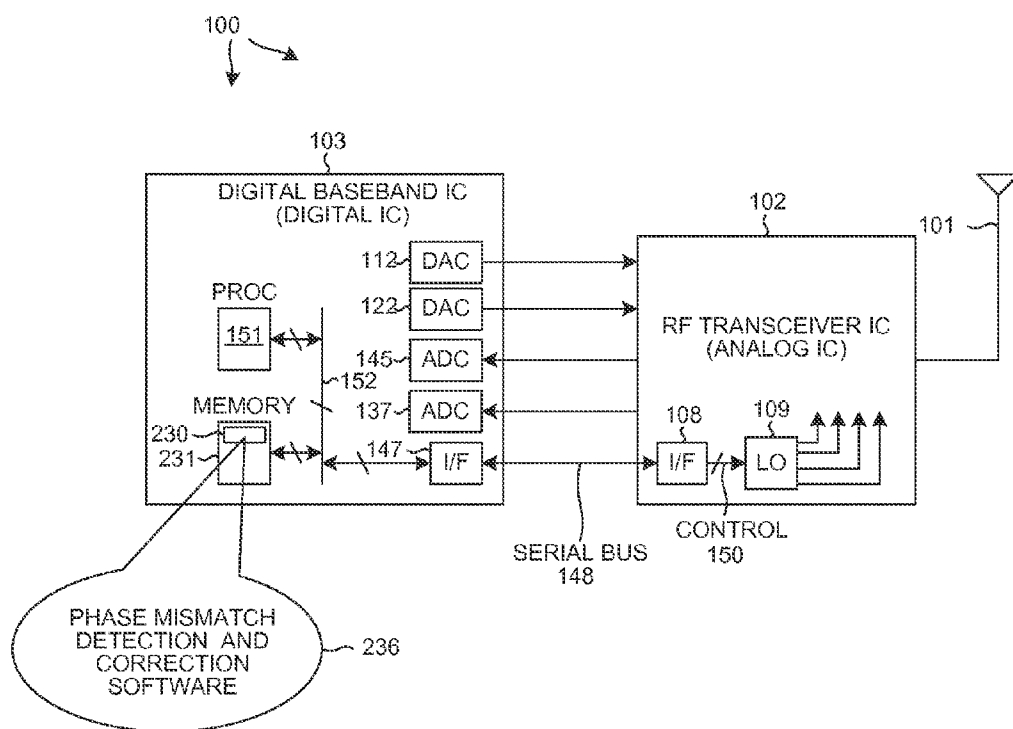 100
103
DIGITAL BASEBAND IC
(DIGITAL IC)
102
101
112
DAC
122
DAC
RF TRANSCEIVER IC
(ANALOG IC)
PROC
151
145
ADC
152
137
ADC
MEMORY
230
231
147
I/F
108
I/F
109
LO
SERIAL BUS
148
CONTROL
150
PHASE MISMATCH
DETECTION AND
CORRECTION
SOFTWARE
236